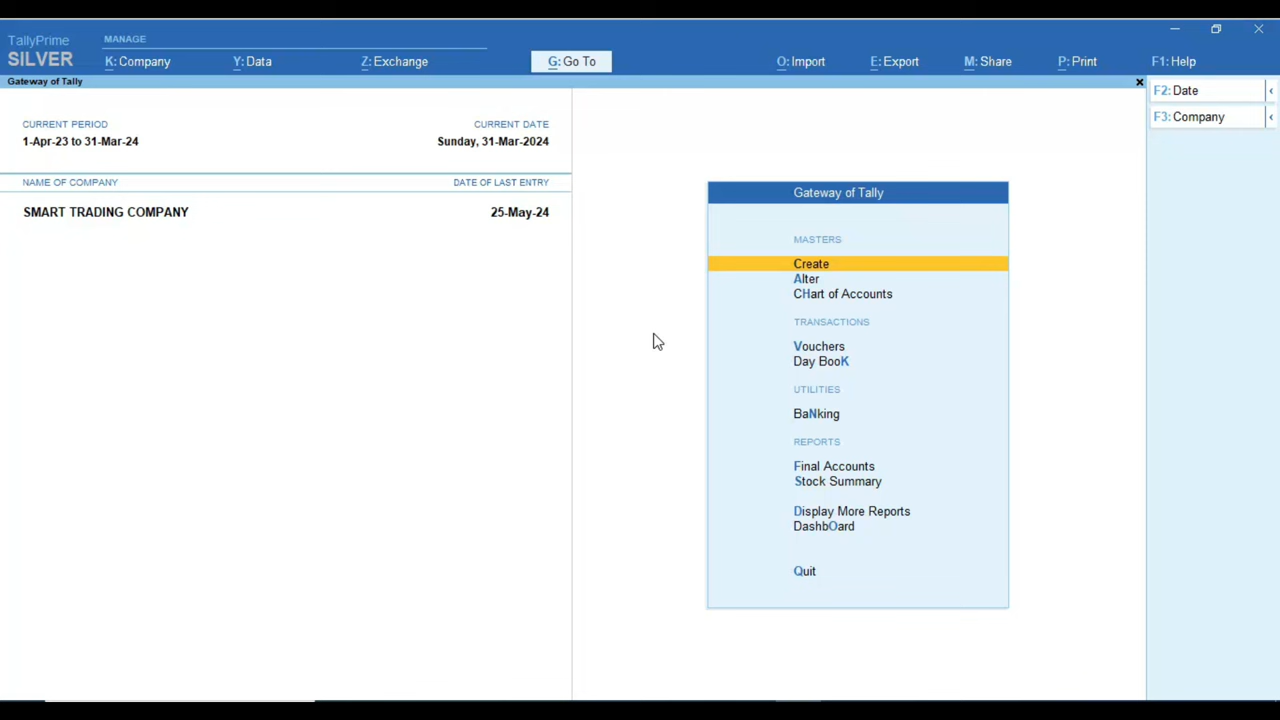 TallyPrime
SILVER
MANAGE
K: Company
Y: Data
Z: Exchange
G: Go To
O: Import
E: Export
M: Share
P: Print
F1: Help
Gateway of Tally
F2: Date
F3: Company
CURRENT PERIOD
CURRENT DATE
1-Apr-23 to 31-Mar-24
Sunday, 31-Mar-2024
NAME OF COMPANY
DATE OF LAST ENTRY
SMART TRADING COMPANY
25-May-24
Gateway of Tally
MASTERS
Create
Alter
CHart of Accounts
TRANSACTIONS
Vouchers
Day BooK
UTILITIES
BaNking
REPORTS
Final Accounts
Stock Summary
Display More Reports
DashbOard
Quit